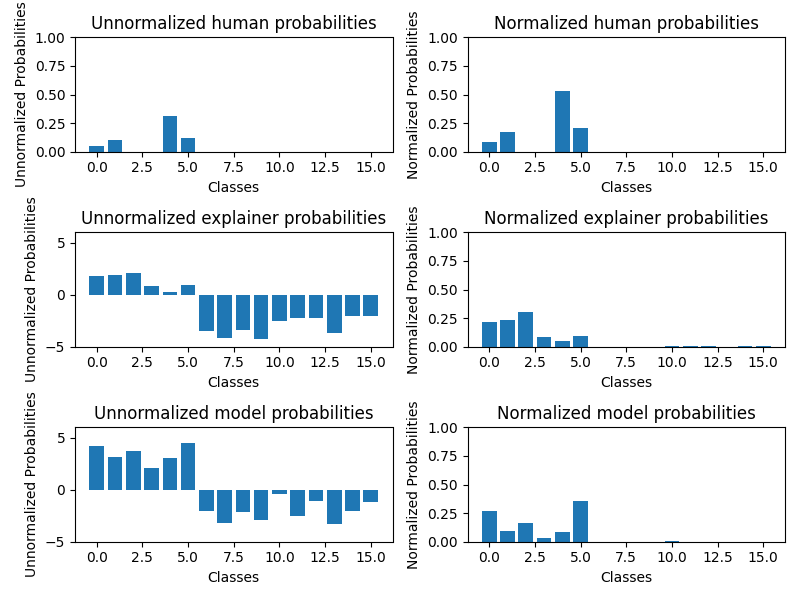 Unnormalized human probabilities
Unnormalized Probabilities
1.00
0.75
0.50
0.25
0.00
0.0 2.5 5.0 7.5 10.0 12.5 15.0
Classes
Normalized human probabilities
Normalized Probabilities
1.00
0.75
0.50
0.25
0.00
0.0 2.5 5.0 7.5 10.0 12.5 15.0
Classes
Unnormalized explainer probabilities
Unnormalized Probabilities
5
0
−5
0.0 2.5 5.0 7.5 10.0 12.5 15.0
Classes
Normalized explainer probabilities
Normalized Probabilities
1.00
0.75
0.50
0.25
0.00
0.0 2.5 5.0 7.5 10.0 12.5 15.0
Classes
Unnormalized model probabilities
Unnormalized Probabilities
5
0
−5
0.0 2.5 5.0 7.5 10.0 12.5 15.0
Classes
Normalized model probabilities
Normalized Probabilities
1.00
0.75
0.50
0.25
0.00
0.0 2.5 5.0 7.5 10.0 12.5 15.0
Classes